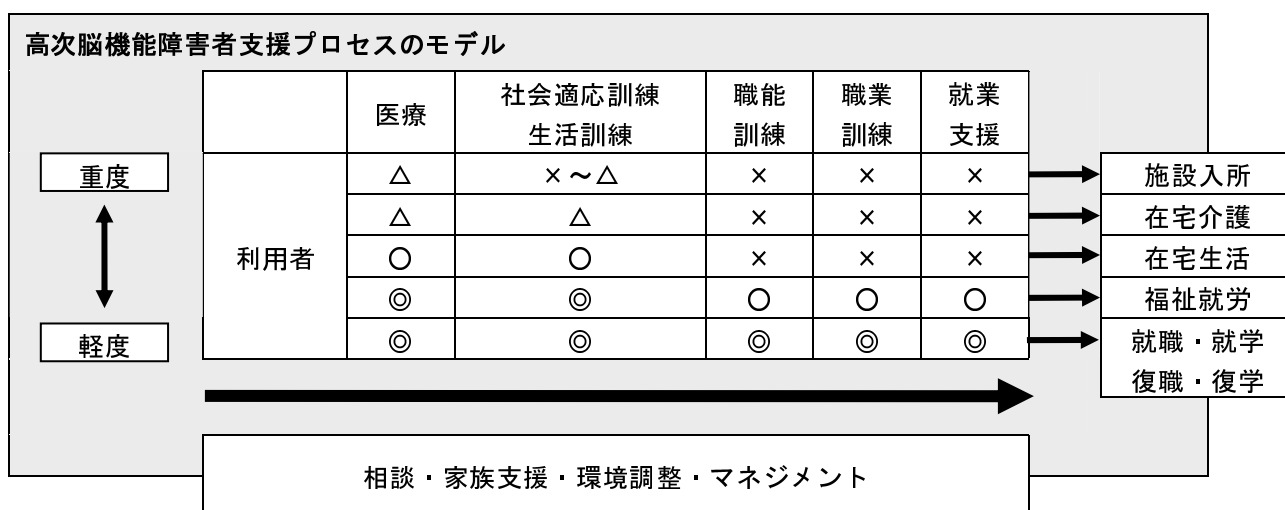 高次脳機能障害者支援プロセスのモデル
医療 社会適応訓練 職能 職業 就業
生活訓練 訓練 訓練 支援
重度 △ ×~△ × × × 施設入所
△ △ × × × 在宅介護
利用者 ○ ○ × × × 在宅生活
◎ ◎ ○ ○ ○ 福祉就労
軽度 ◎ ◎ ◎ ◎ ◎ 就職・就学
復職・復学
相談・家族支援・環境調整・マネジメント